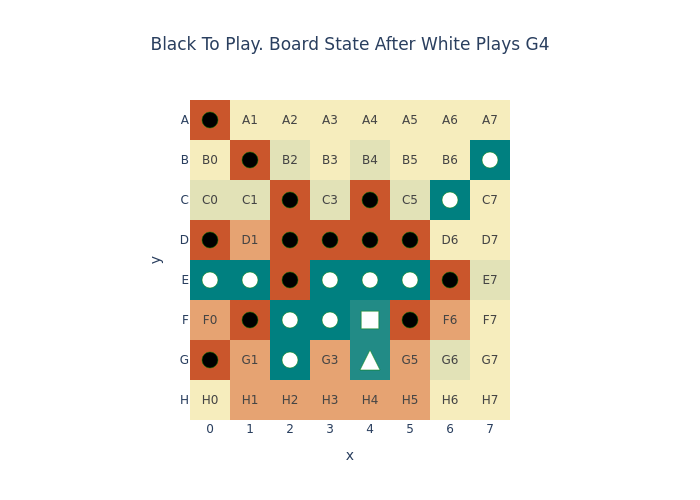 Black To Play. Board State After White Plays G4
A A1 A2 A3 A4 A5 A6 A7
B B0 B2 B3 B4 B5 B6
C C0 C1 C3 C5 C7
D D1 D6 D7
E E7
F F0 F6 F7
G G1 G3 G5 G6 G7
H H0 H1 H2 H3 H4 H5 H6 H7
0 1 2 3 4 5 6 7
x
y